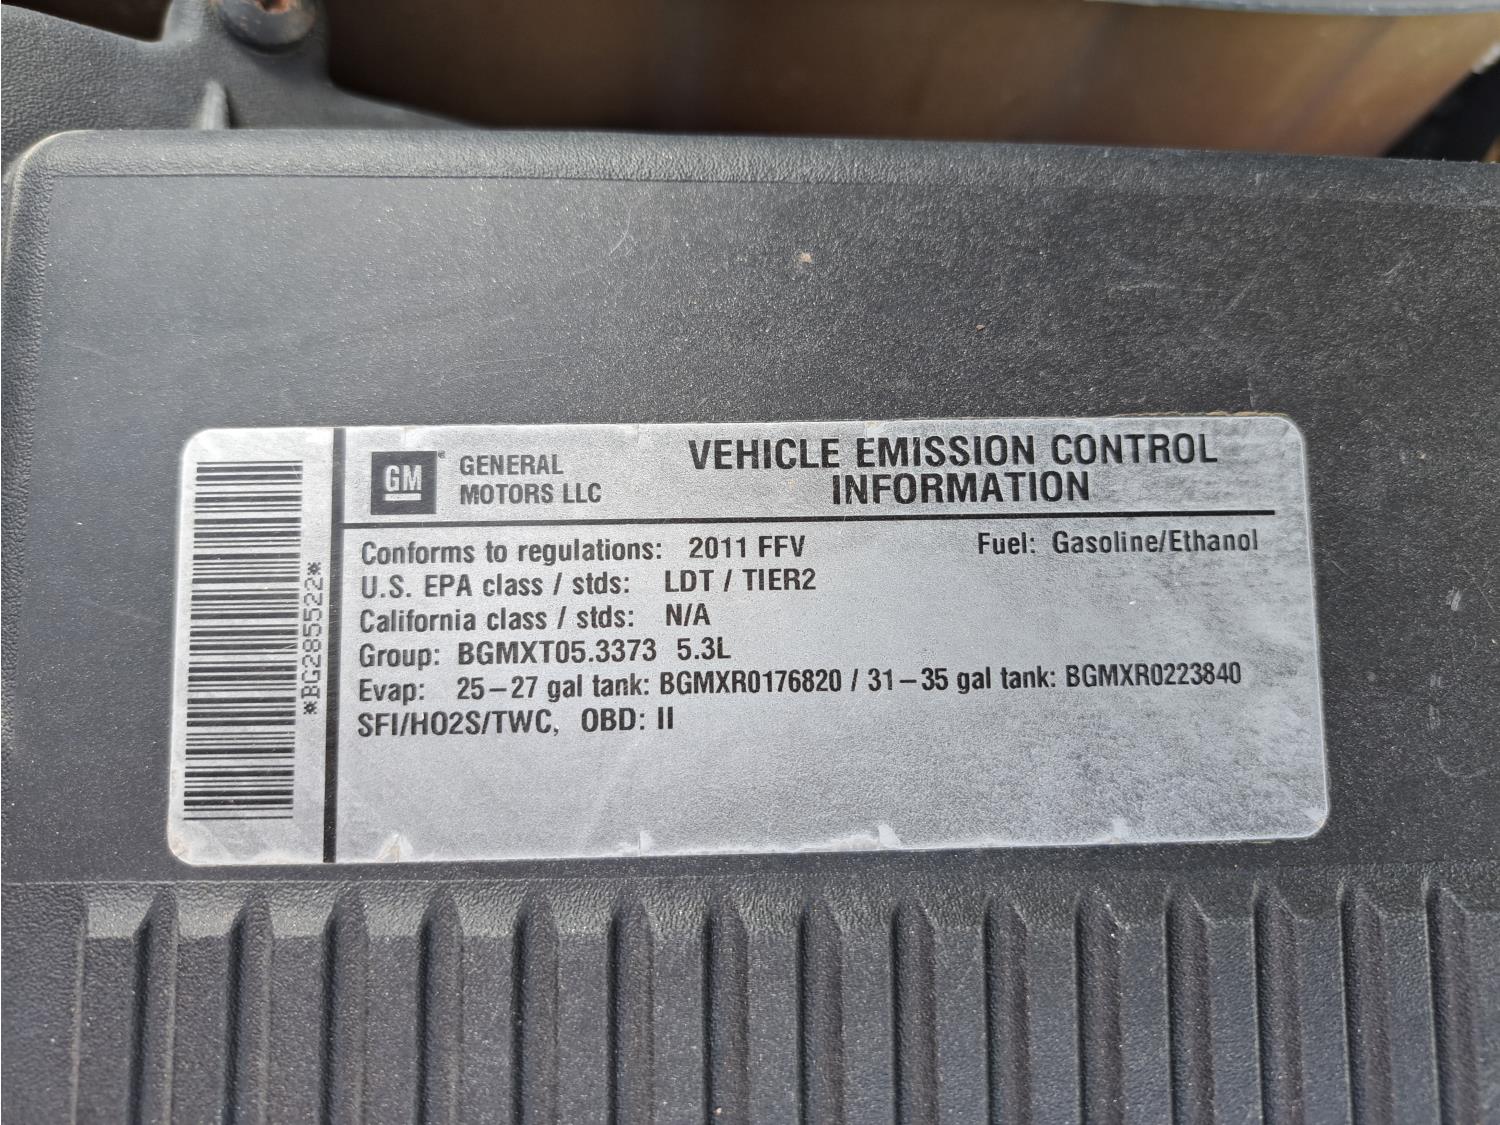 GM
GENERAL
MOTORS LLC
VEHICLE EMISSION CONTROL
INFORMATION
Conforms to regulations: 2011 FFV
Fuel: Gasoline/Ethanol
U.S. EPA class / stds: LDT / TIER2
California class / stds: N/A
Group: BGMXT05.3373 5.3L
Evap: 25-27 gal tank: BGMXR0176820 / 31-35 gal tank: BGMXR0223840
SFI/HO2S/TWC, OBD: II
*BG285522*